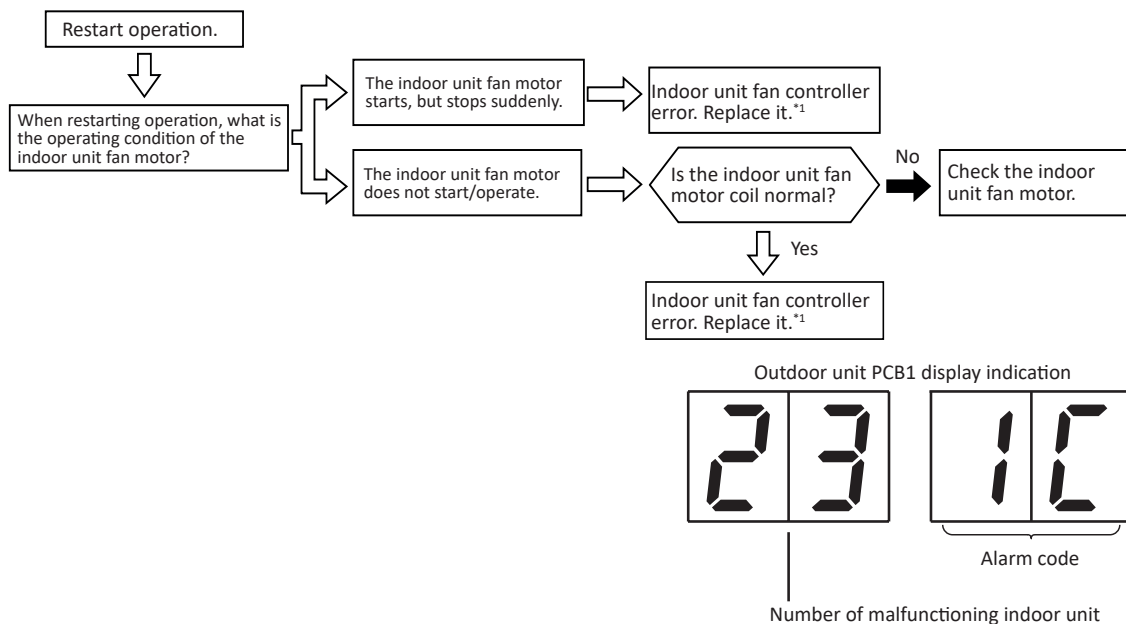 Restart operation.
When restarting operation, what is
the operating condition of the
indoor unit fan motor?
The indoor unit fan motor
starts, but stops suddenly.
Indoor unit fan controller
error. Replace it.*1
The indoor unit fan motor
does not start/operate.
Is the indoor unit fan
motor coil normal?
No
Check the indoor
unit fan motor.
Yes
Indoor unit fan controller
error. Replace it.*1
Outdoor unit PCB1 display indication
23 1C
Alarm code
Number of malfunctioning indoor unit